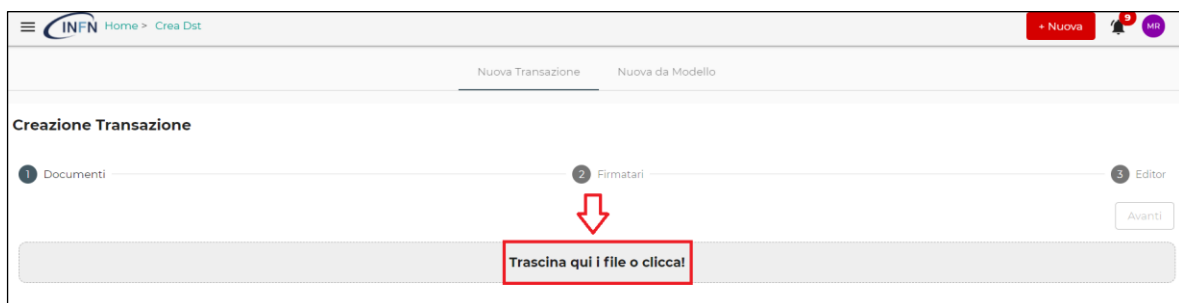 INFN Home > Crea Dst + Nuova 9 MR
Nuova Transazione Nuova da Modello
Creazione Transazione
1 Documenti 2 Firmatari 3 Editor
Avanti
Trascina qui i file o clicca!